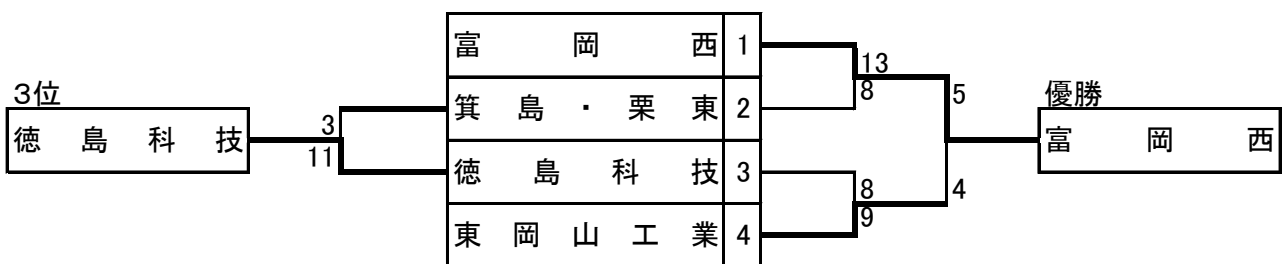 富岡西 1
箕島・栗東 2
徳島科技 3
東岡山工業 4
3位
徳島科技
3
11
13
8
8
9
5
4
優勝
富岡西